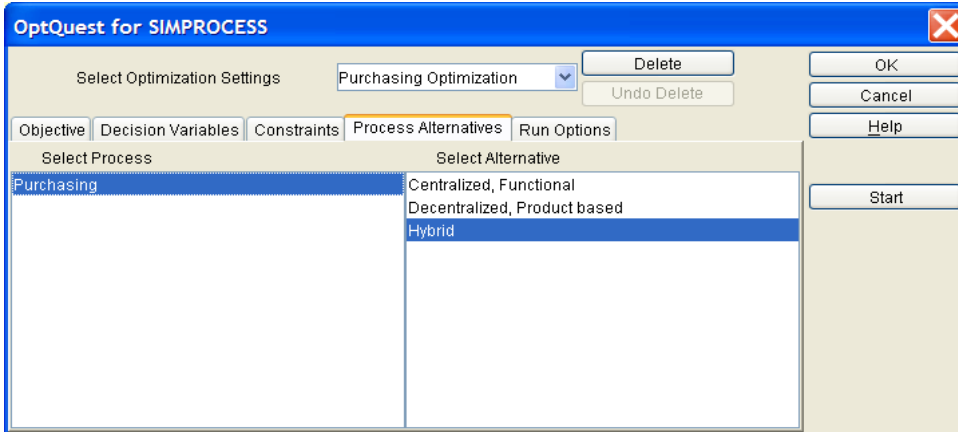 OptQuest for SIMPROCESS
Select Optimization Settings
Purchasing Optimization
Delete
Undo Delete
OK
Cancel
Help
Start
Objective
Decision Variables
Constraints
Process Alternatives
Run Options
Select Process
Select Alternative
Purchasing
Centralized, Functional
Decentralized, Product based
Hybrid